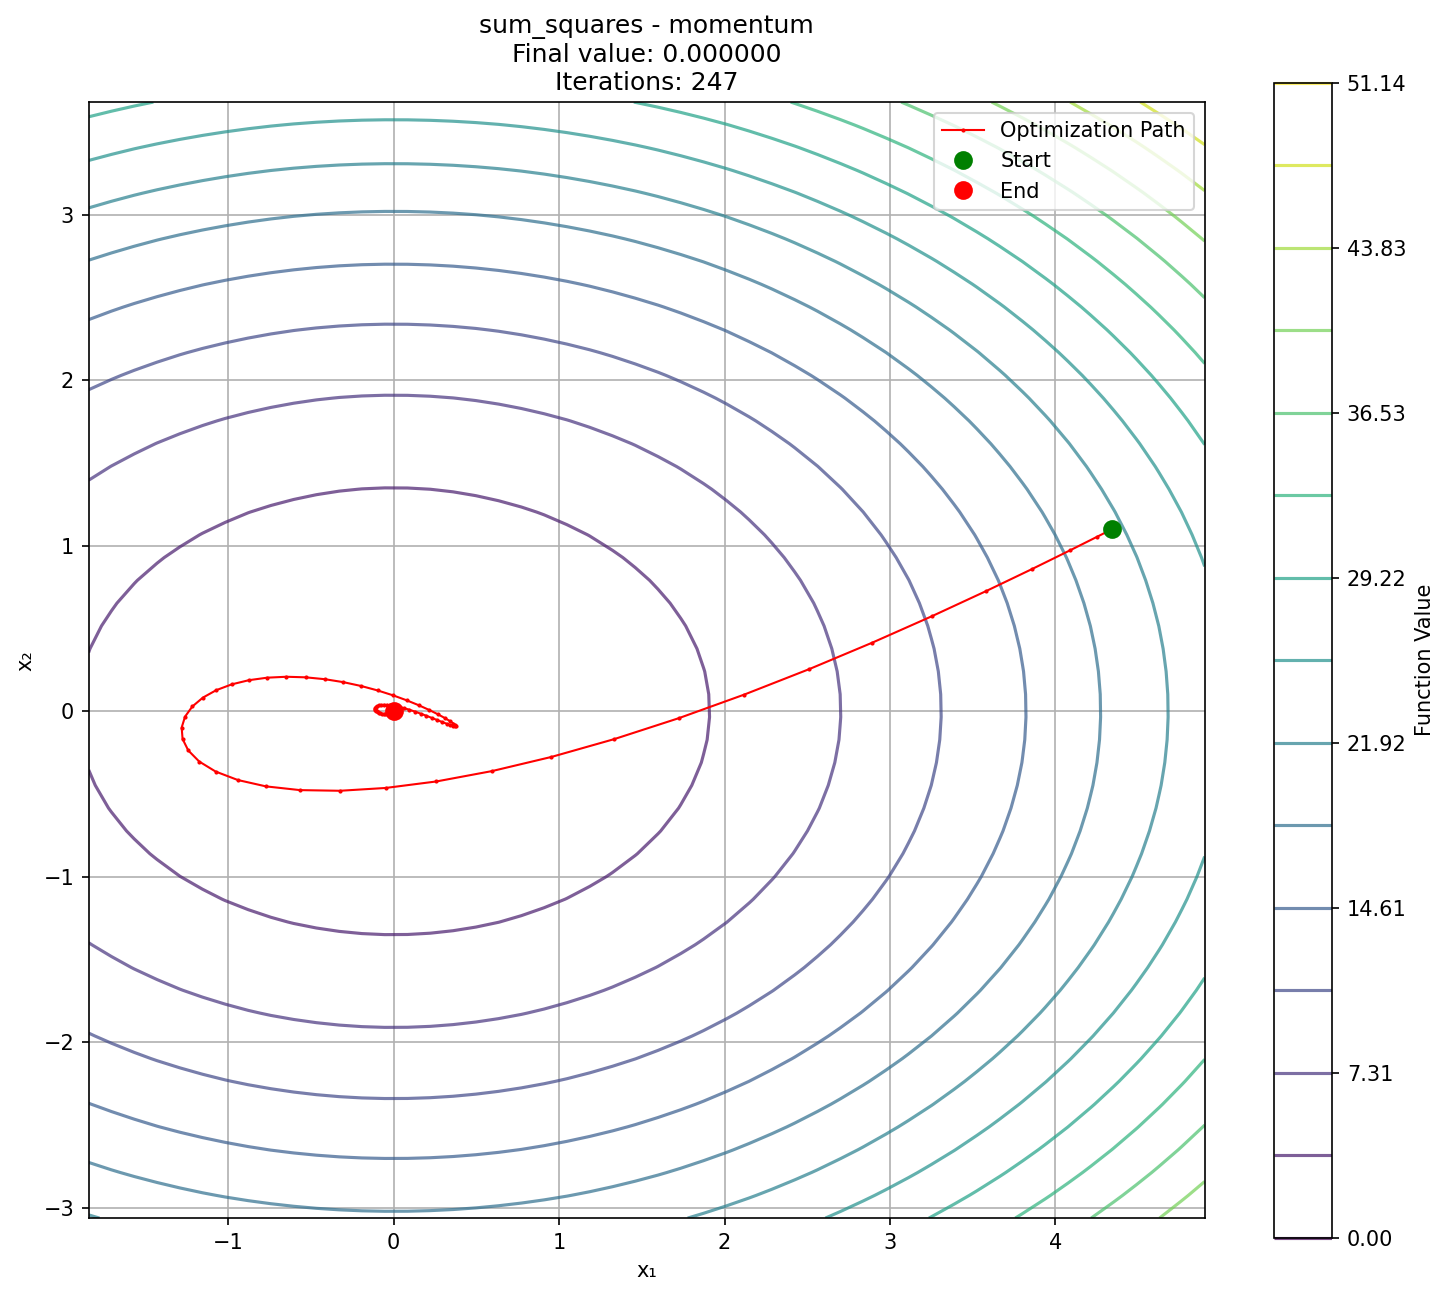 sum_squares - momentum
Final value: 0.000000
Iterations: 247
Optimization Path
Start
End
x₂
3
2
1
0
−1
−2
−3
−1
0
1
2
3
4
x₁
51.14
43.83
36.53
29.22
21.92
14.61
7.31
0.00
Function Value